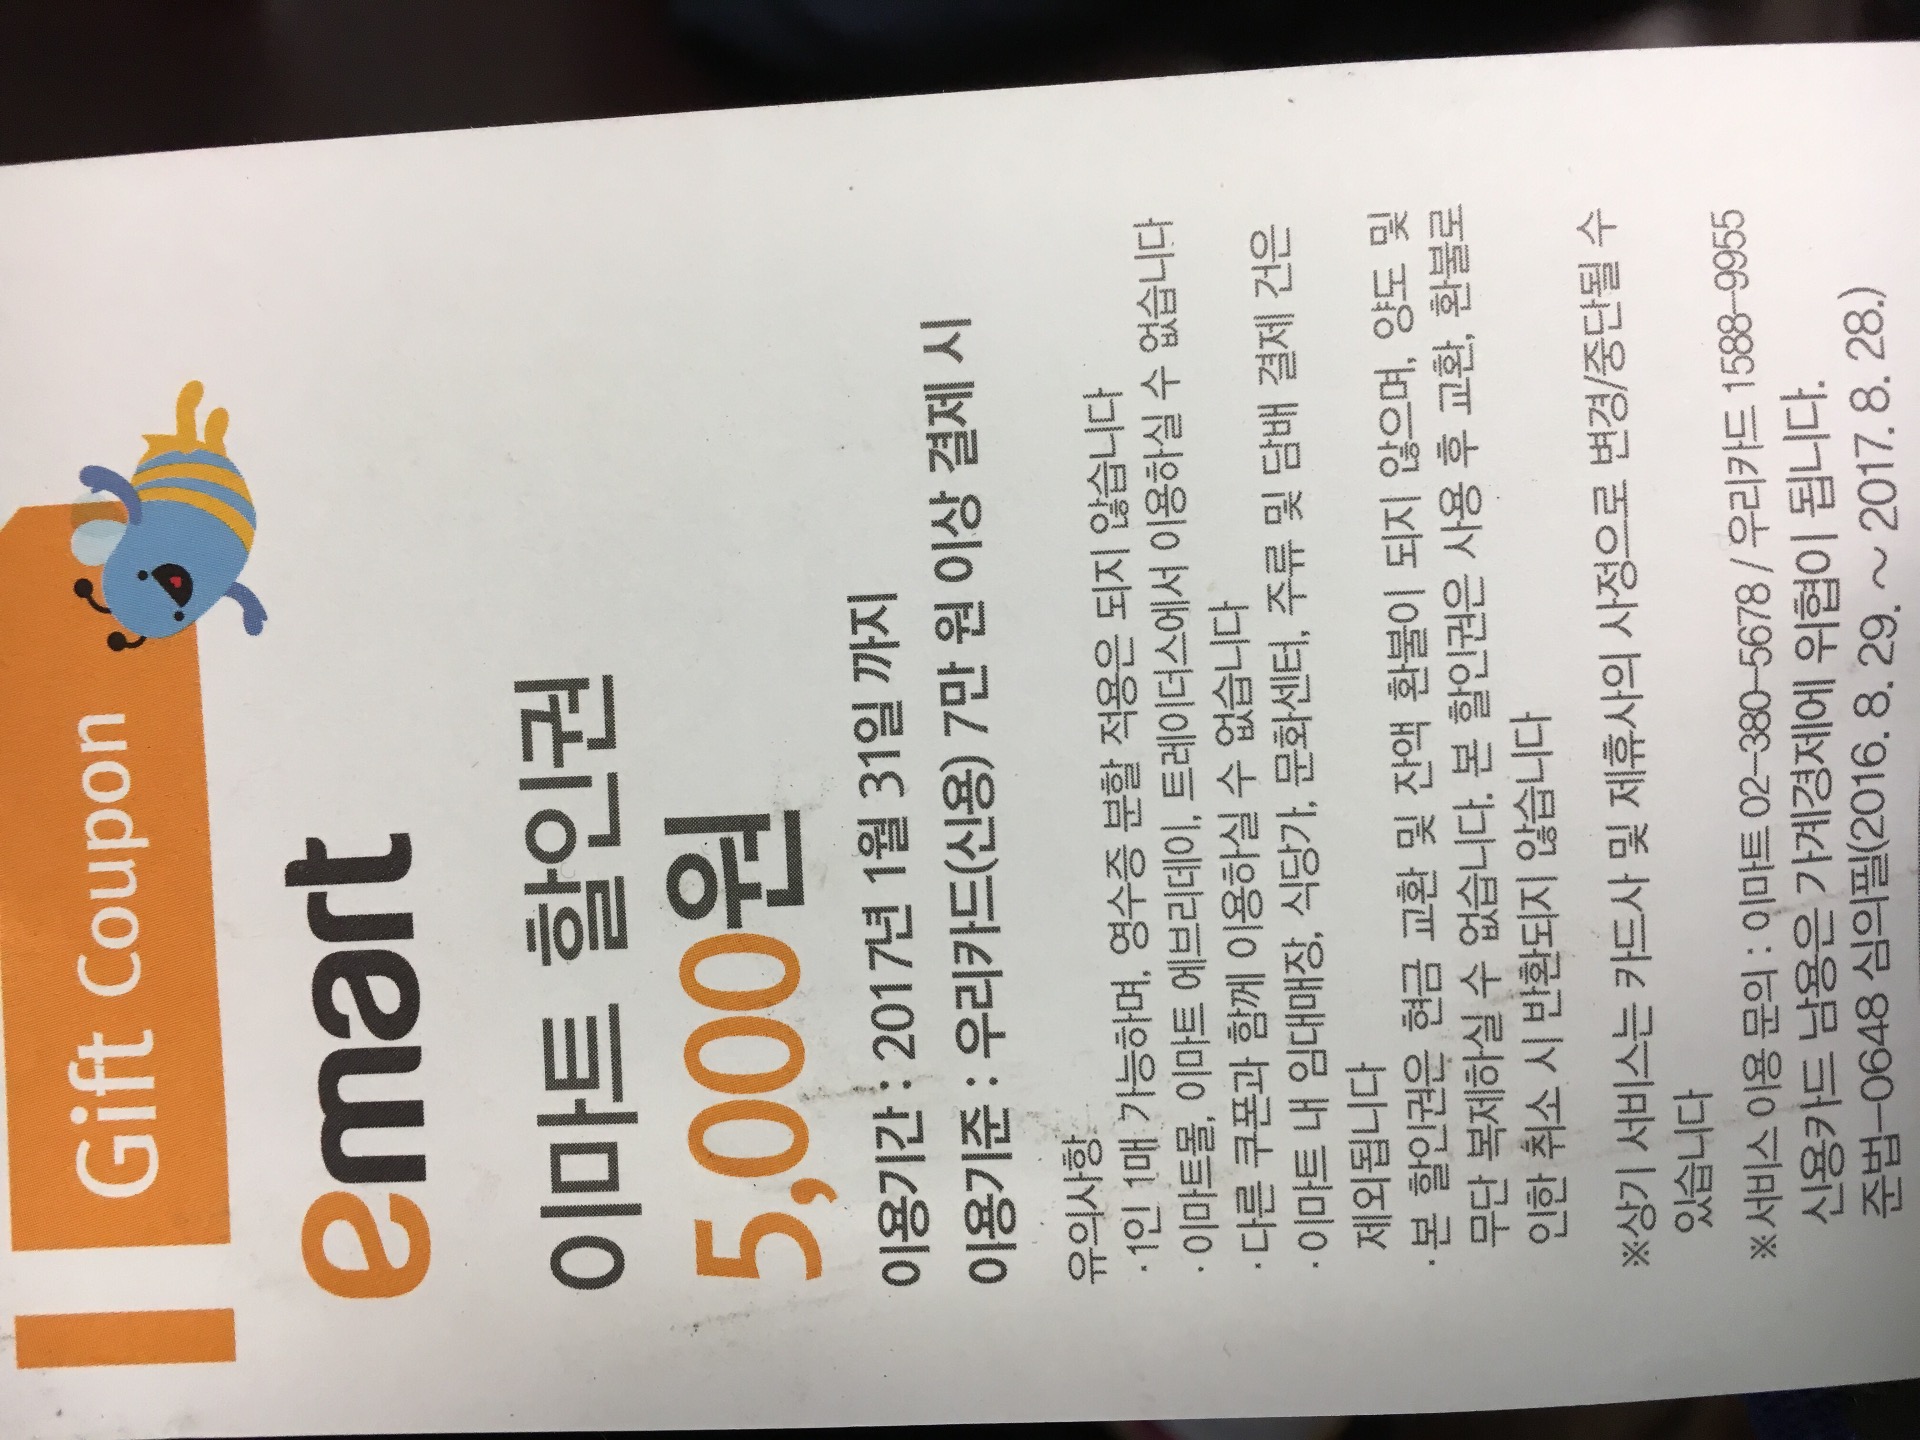 Gift Coupon
emart
이마트 할인권
5,000원
이용기간 : 2017년 1월 31일 까지
이용기준 : 우리카드(신용) 7만 원 이상 결제 시
유의사항
· 1인 1매 가능하며, 영수증 분할 적용은 되지 않습니다
· 이마트몰, 이마트 에브리데이, 트레이더스에서 이용하실 수 없습니다
· 다른 쿠폰과 함께 이용하실 수 없습니다
· 이마트 내 임대매장, 식당가, 문화센터, 주류 및 담배 결제 건은
제외됩니다
· 본 할인권은 현금 교환 및 잔액 환불이 되지 않으며, 양도 및
무단 복제하실 수 없습니다. 본 할인권은 사용 후 교환, 환불로
인한 취소 시 반환되지 않습니다
※상기 서비스는 카드사 및 제휴사의 사정으로 변경/중단될 수
있습니다
※ 서비스 이용 문의 : 이마트 02-380-5678 / 우리카드 1588-9955
신용카드 남용은 가계경제에 위협이 됩니다.
준법-0648 심의필(2016. 8. 29. ~ 2017. 8. 28.)